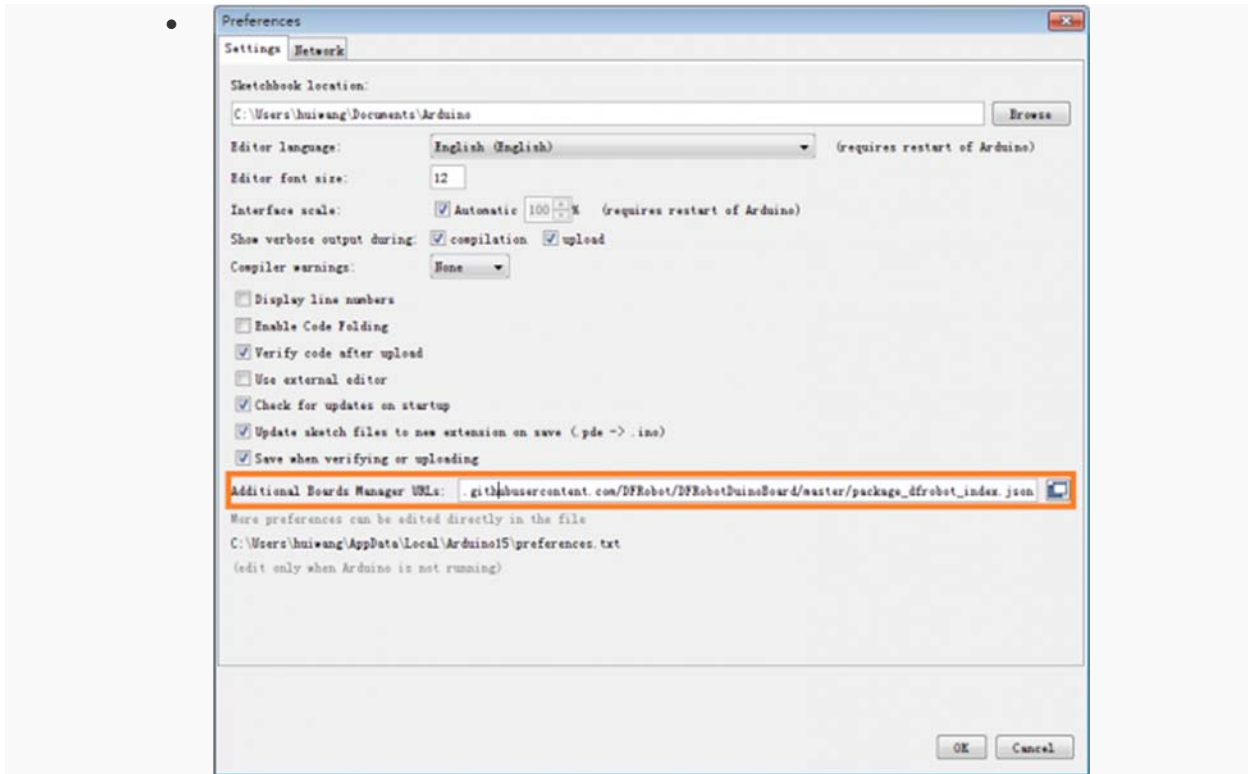 Preferences
Settings Network
Sketchbook location:
C:\Users\huiwang\Documents\Arduino Browse
Editor language: English (English) (requires restart of Arduino)
Editor font size: 12
Interface scale: Automatic 100 % (requires restart of Arduino)
Show verbose output during: compilation upload
Compiler warnings: None
Display line numbers
Enable Code Folding
Verify code after upload
Use external editor
Check for updates on startup
Update sketch files to new extension on save (.pde -> .ino)
Save when verifying or uploading
Additional Boards Manager URLs: .githubusercontent.com/DFRobot/DFRobotDuinoBoard/master/package_dfrobot_index.json
More preferences can be edited directly in the file
C:\Users\huiwang\AppData\Local\Arduino15\preferences.txt
(edit only when Arduino is not running)
OK Cancel